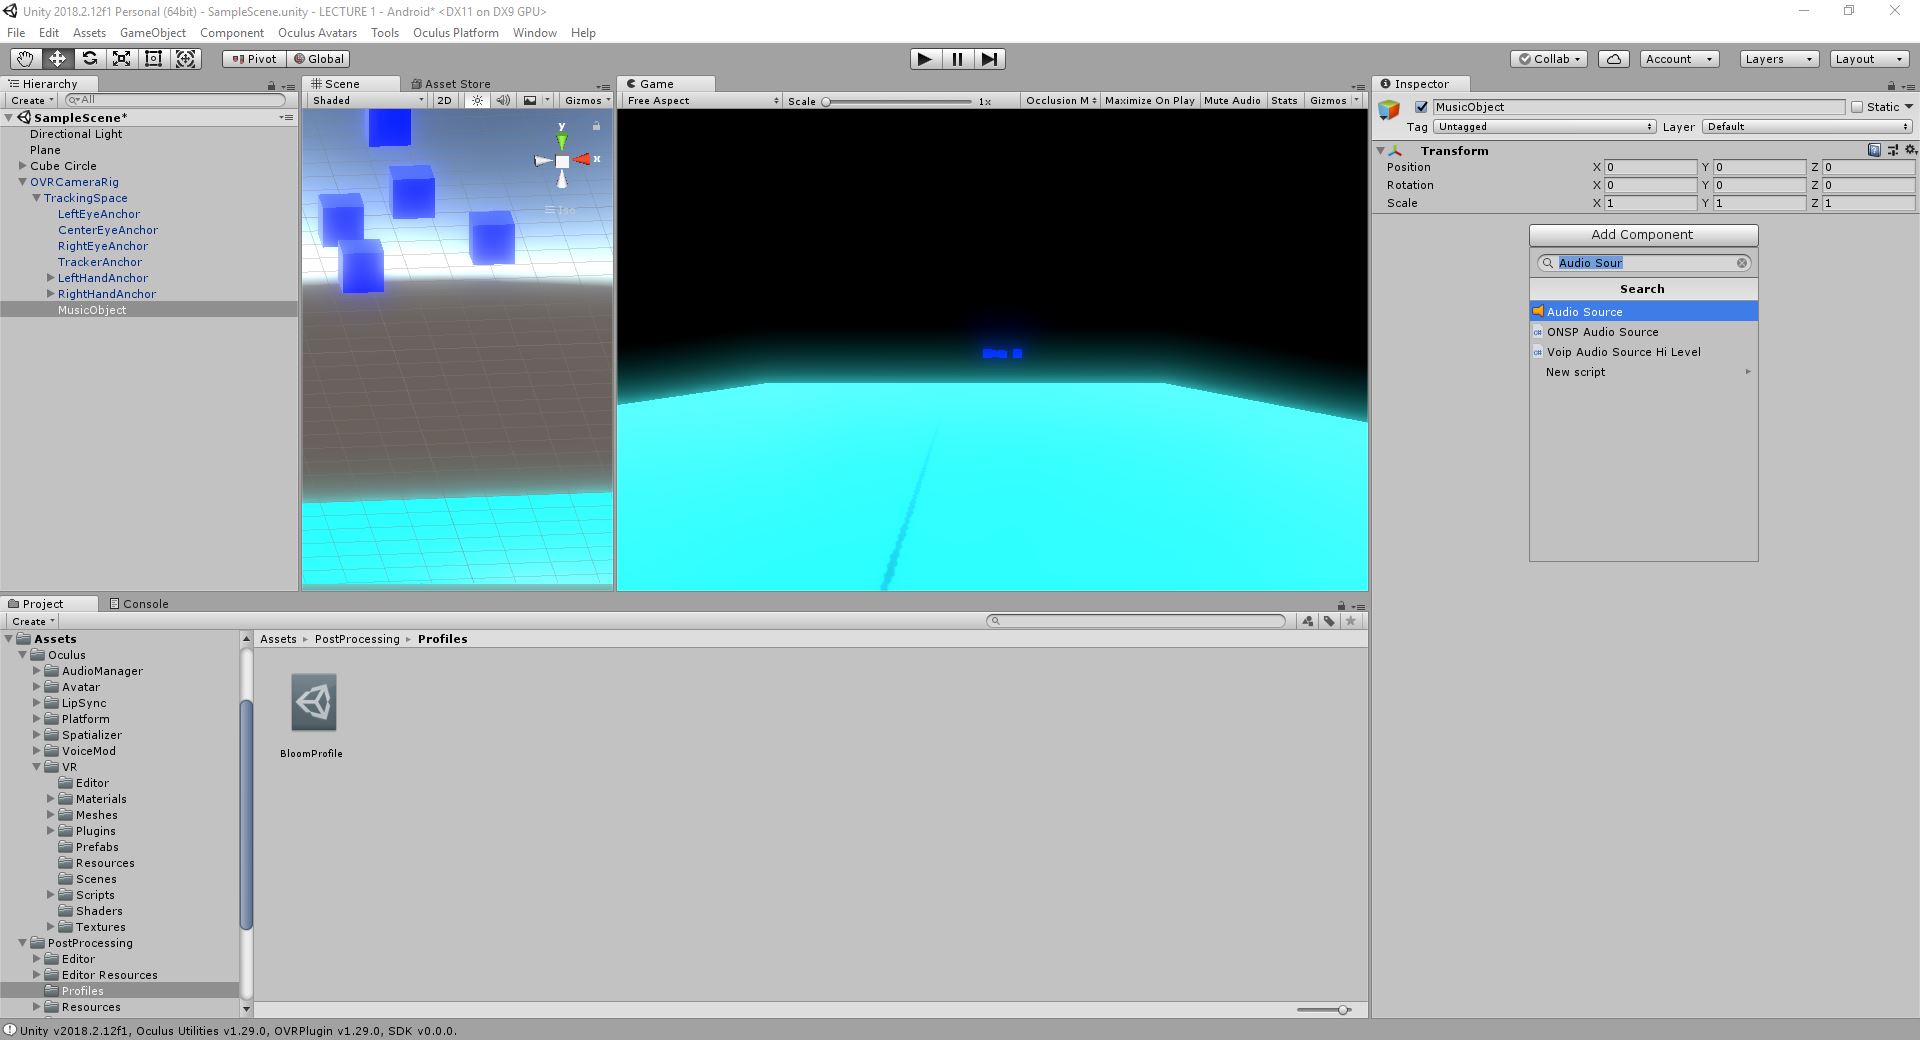 Unity 2018.2.12f1 Personal (64bit) - SampleScene.unity - LECTURE 1 - Android* <DX11 on DX9 GPU>
File Edit Assets GameObject Component Oculus Avatars Tools Oculus Platform Window Help
Pivot Global Collab Account Layers Layout
Hierarchy
Create All
SampleScene*
Directional Light
Plane
Cube Circle
OVRCameraRig
TrackingSpace
LeftEyeAnchor
CenterEyeAnchor
RightEyeAnchor
TrackerAnchor
LeftHandAnchor
RightHandAnchor
MusicObject
Scene Asset Store
Shaded 2D Gizmos
y
x
Iso
Game
Free Aspect Scale 1x Occlusion M Maximize On Play Mute Audio Stats Gizmos
Inspector
MusicObject Static
Tag Untagged Layer Default
Transform
Position X 0 Y 0 Z 0
Rotation X 0 Y 0 Z 0
Scale X 1 Y 1 Z 1
Add Component
Audio Sour
Search
Audio Source
ONSP Audio Source
Voip Audio Source Hi Level
New script
Project Console
Create
Assets
Oculus
AudioManager
Avatar
LipSync
Platform
Spatializer
VoiceMod
VR
Editor
Materials
Meshes
Plugins
Prefabs
Resources
Scenes
Scripts
Shaders
Textures
PostProcessing
Editor
Editor Resources
Profiles
Resources
Assets PostProcessing Profiles
BloomProfile
Unity v2018.2.12f1, Oculus Utilities v1.29.0, OVRPlugin v1.29.0, SDK v0.0.0.